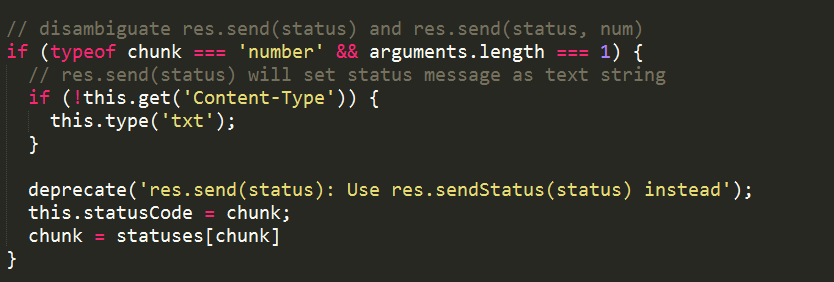 // disambiguate res.send(status) and res.send(status, num)
if (typeof chunk === 'number' && arguments.length === 1) {
  // res.send(status) will set status message as text string
  if (!this.get('Content-Type')) {
    this.type('txt');
  }

  deprecate('res.send(status): Use res.sendStatus(status) instead');
  this.statusCode = chunk;
  chunk = statuses[chunk]
}